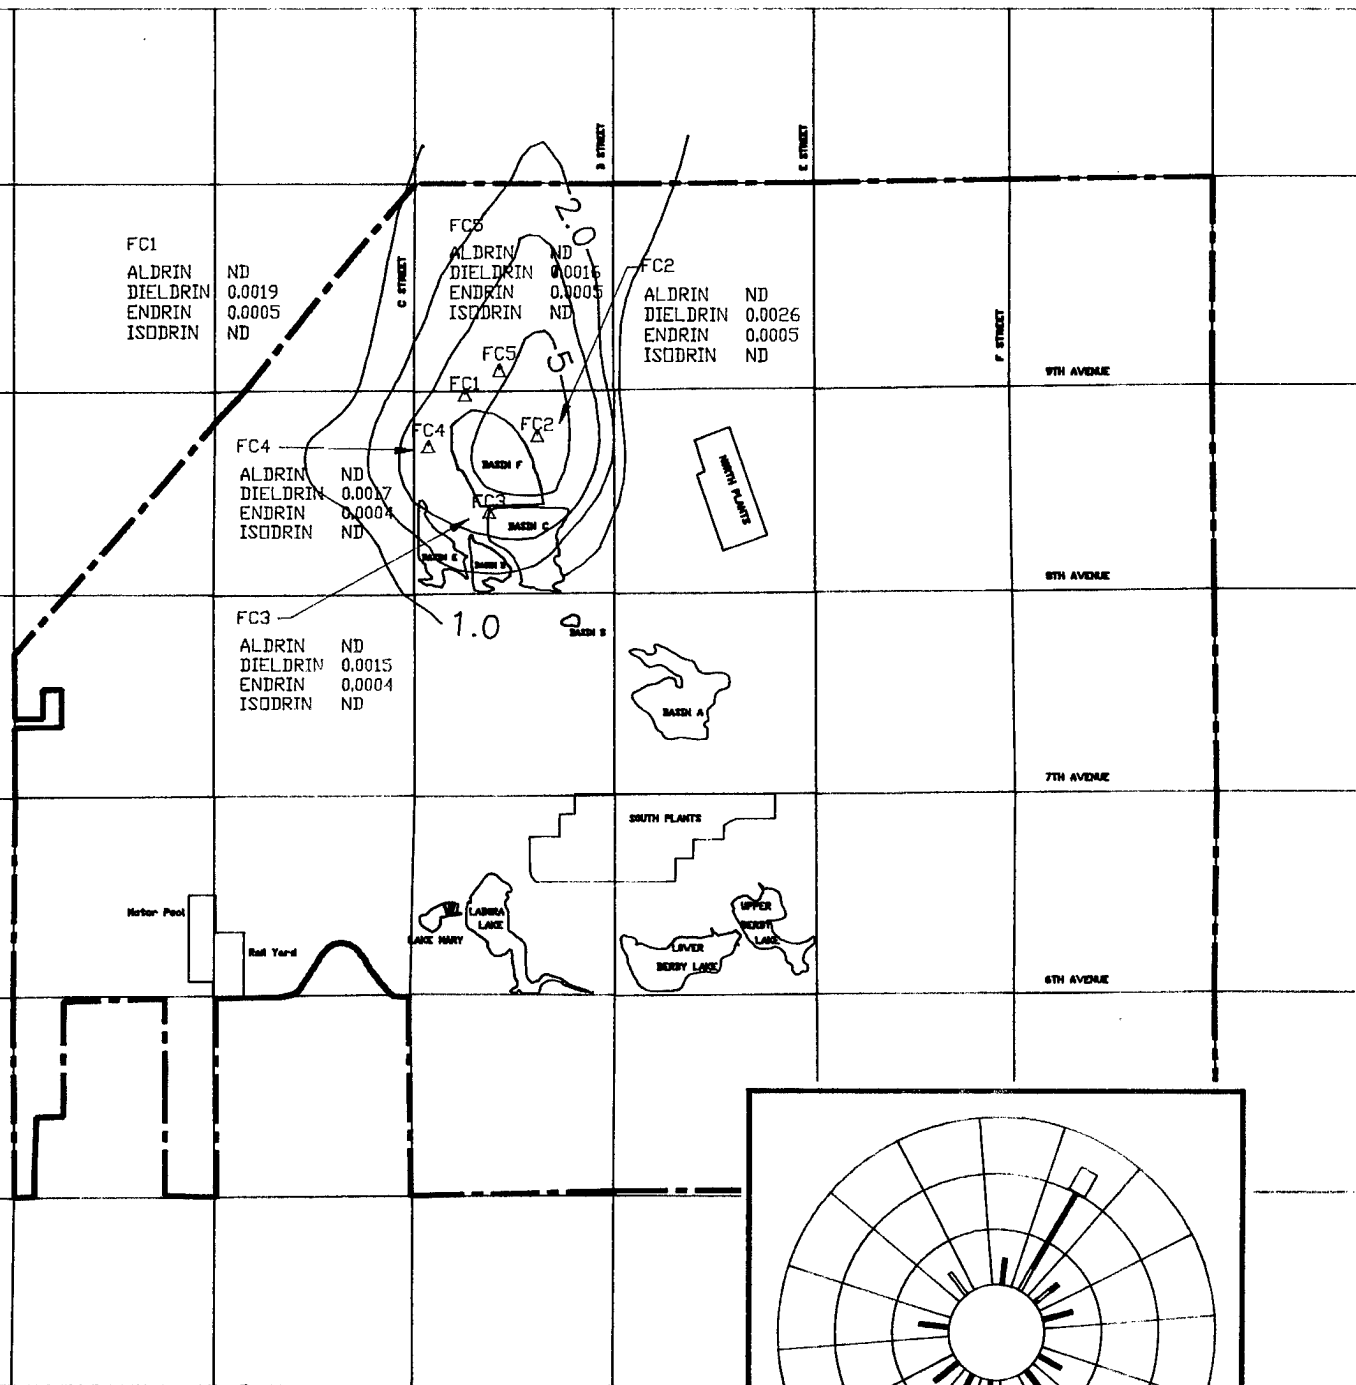 B STREET
E STREET
C STREET
F STREET
FC1
ALDRIN ND
DIELDRIN 0.0019
ENDRIN 0.0005
ISODRIN ND
FC5
ALDRIN ND
DIELDRIN 0.0016
ENDRIN 0.0005
ISODRIN ND
2.0
FC2
ALDRIN ND
DIELDRIN 0.0026
ENDRIN 0.0005
ISODRIN ND
9TH AVENUE
FC5
5
FC1
FC2
FC4
BASIN F
NORTH PLANTS
FC4
ALDRIN ND
DIELDRIN 0.0017
ENDRIN 0.0004
ISODRIN ND
FC3
BASIN C
BASIN E
BASIN D
8TH AVENUE
FC3
ALDRIN ND
DIELDRIN 0.0015
ENDRIN 0.0004
ISODRIN ND
1.0
BASIN B
BASIN A
7TH AVENUE
SOUTH PLANTS
Motor Pool
Rail Yard
LAKE MARY
LADORA
LAKE
LOWER
DERBY LAKE
UPPER
DERBY
LAKE
6TH AVENUE